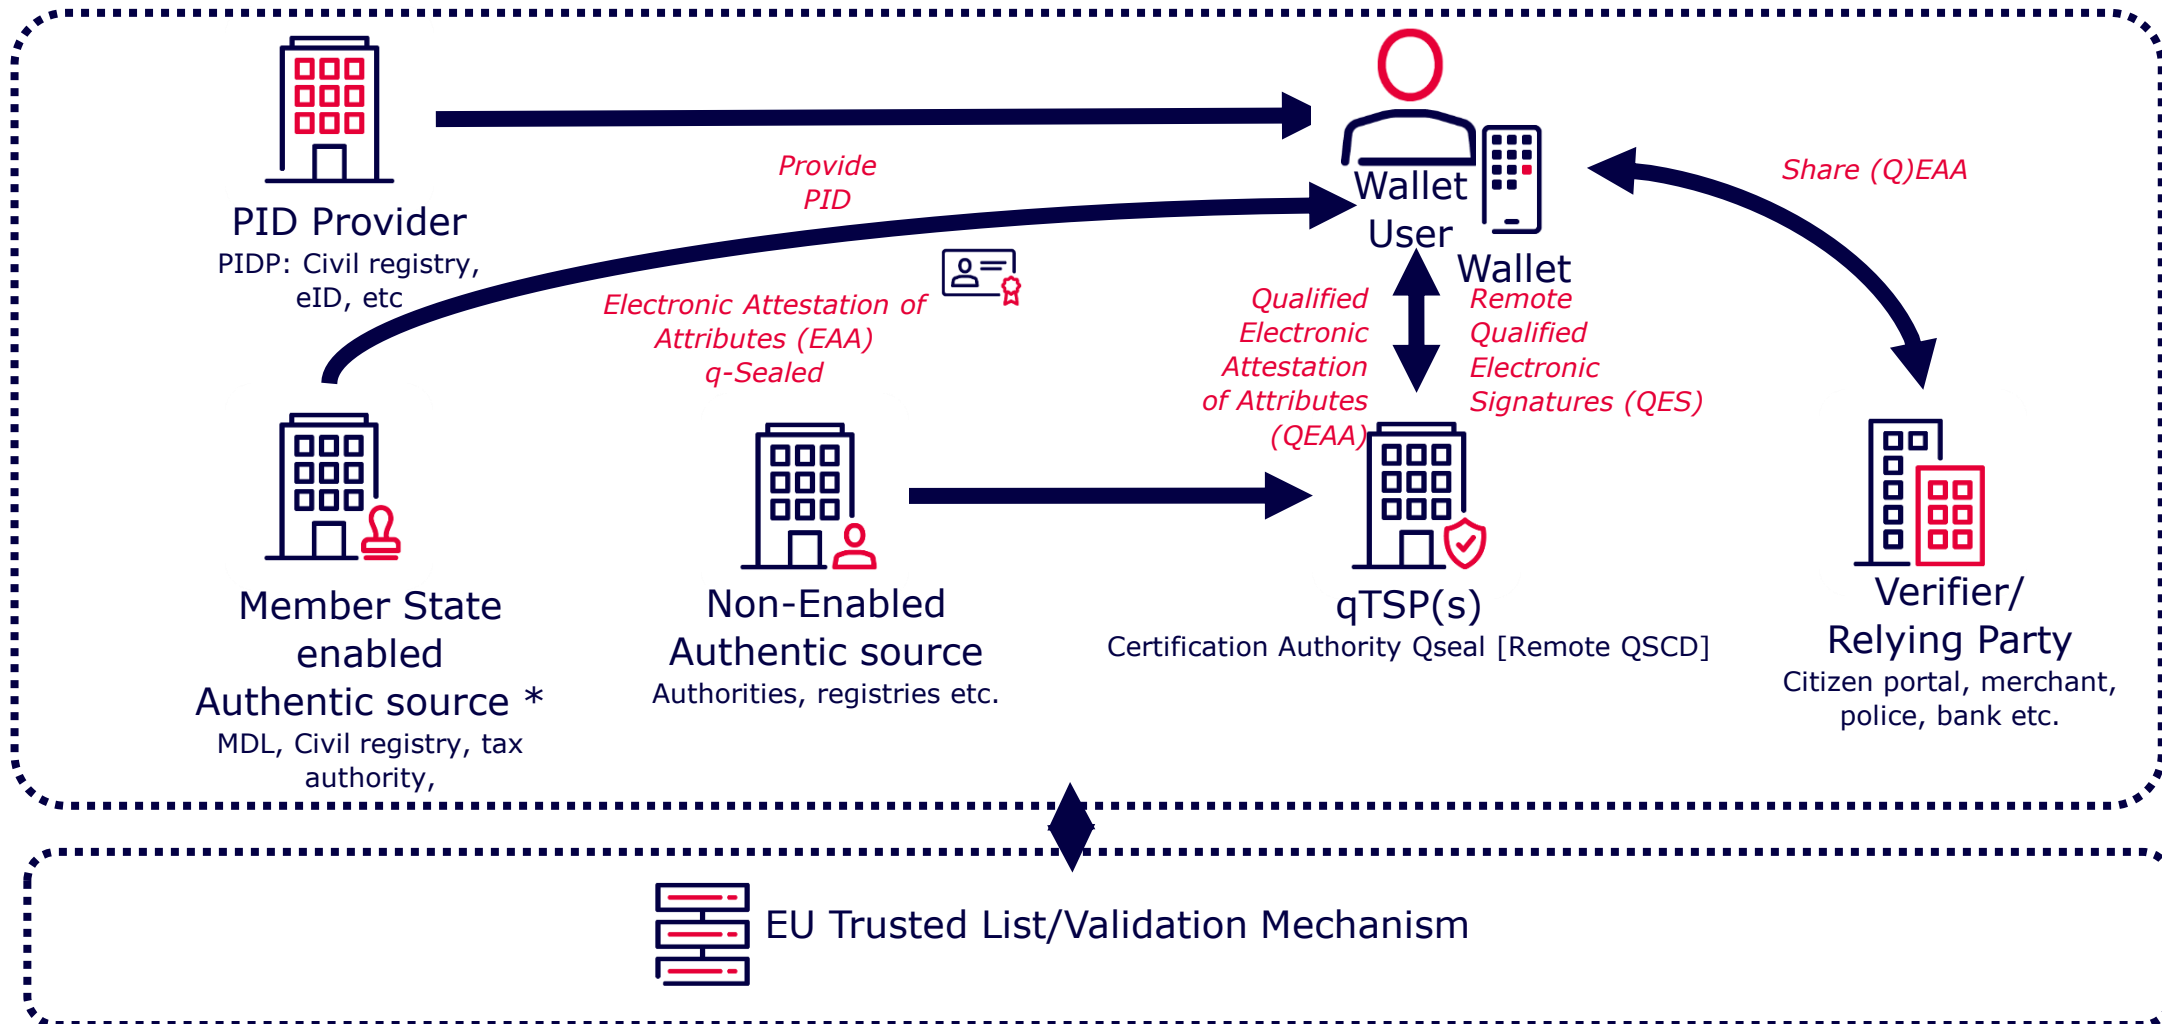 PID Provider
PIDP: Civil registry,
eID, etc
Provide
PID
Wallet
User
Wallet
Share (Q)EAA
Electronic Attestation of
Attributes (EAA)
q-Sealed
Qualified
Electronic
Attestation
of Attributes
(QEAA)
Remote
Qualified
Electronic
Signatures (QES)
Member State
enabled
Authentic source *
MDL, Civil registry, tax
authority,
Non-Enabled
Authentic source
Authorities, registries etc.
qTSP(s)
Certification Authority Qseal [Remote QSCD]
Verifier/
Relying Party
Citizen portal, merchant,
police, bank etc.
EU Trusted List/Validation Mechanism